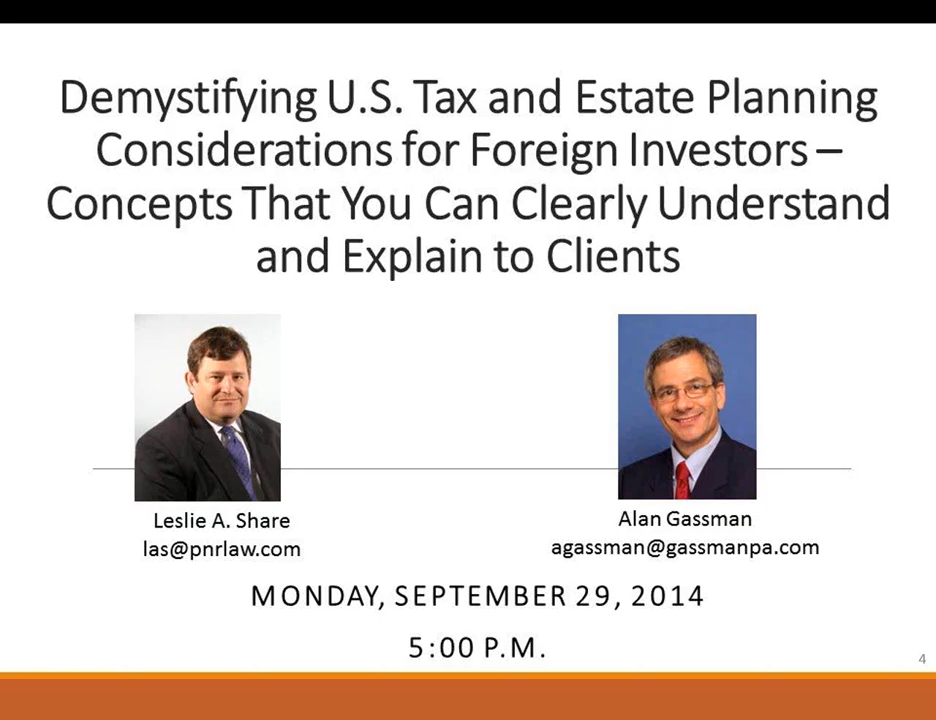 Demystifying U.S. Tax and Estate Planning
Considerations for Foreign Investors –
Concepts That You Can Clearly Understand
and Explain to Clients
Leslie A. Share
las@pnrlaw.com
Alan Gassman
agassman@gassmanpa.com
MONDAY, SEPTEMBER 29, 2014
5:00 P.M.
4